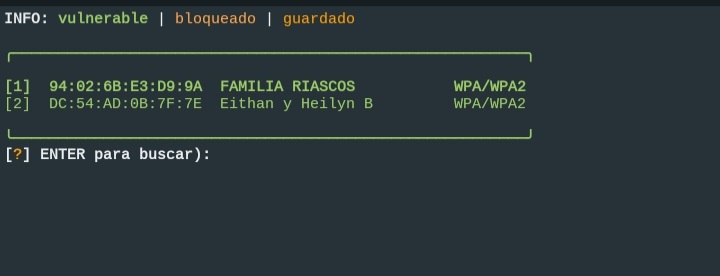 INFO: vulnerable | bloqueado | guardado
[1] 94:02:6B:E3:D9:9A FAMILIA RIASCOS WPA/WPA2
[2] DC:54:AD:0B:7F:7E Eithan y Heilyn B WPA/WPA2
[?] ENTER para buscar):